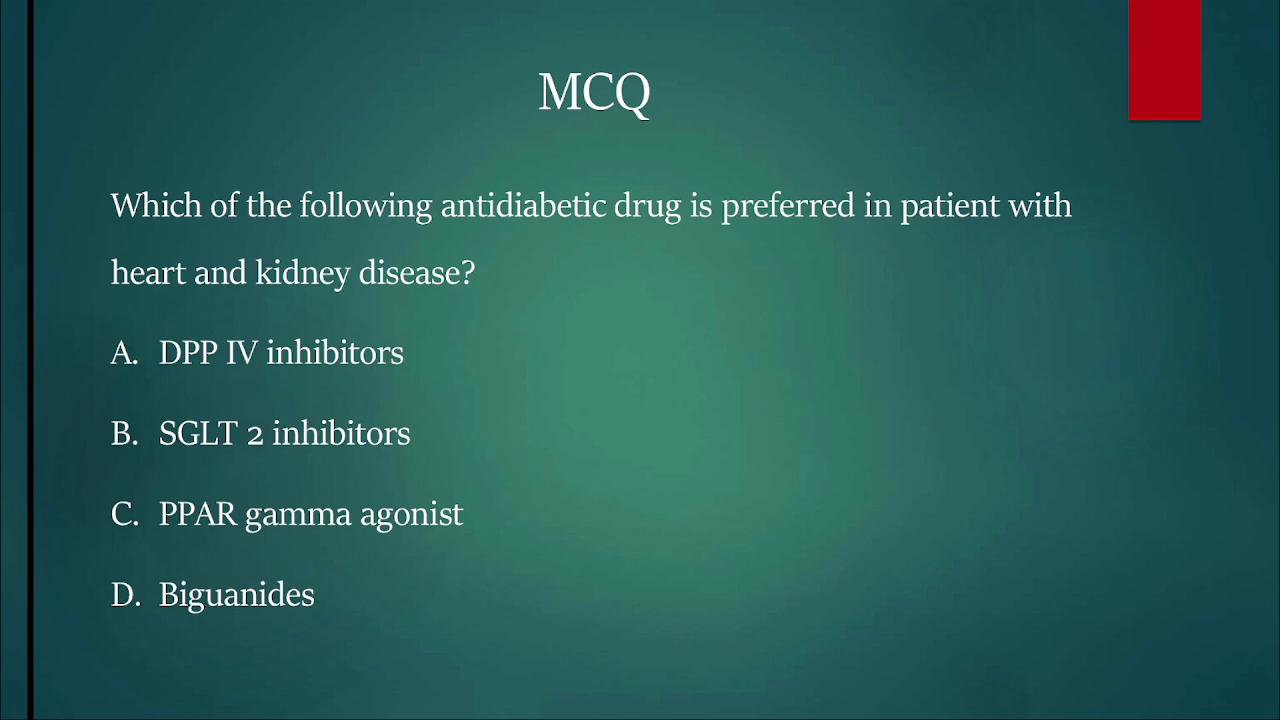 MCQ
Which of the following antidiabetic drug is preferred in patient with
heart and kidney disease?
A. DPP IV inhibitors
B. SGLT 2 inhibitors
C. PPAR gamma agonist
D. Biguanides